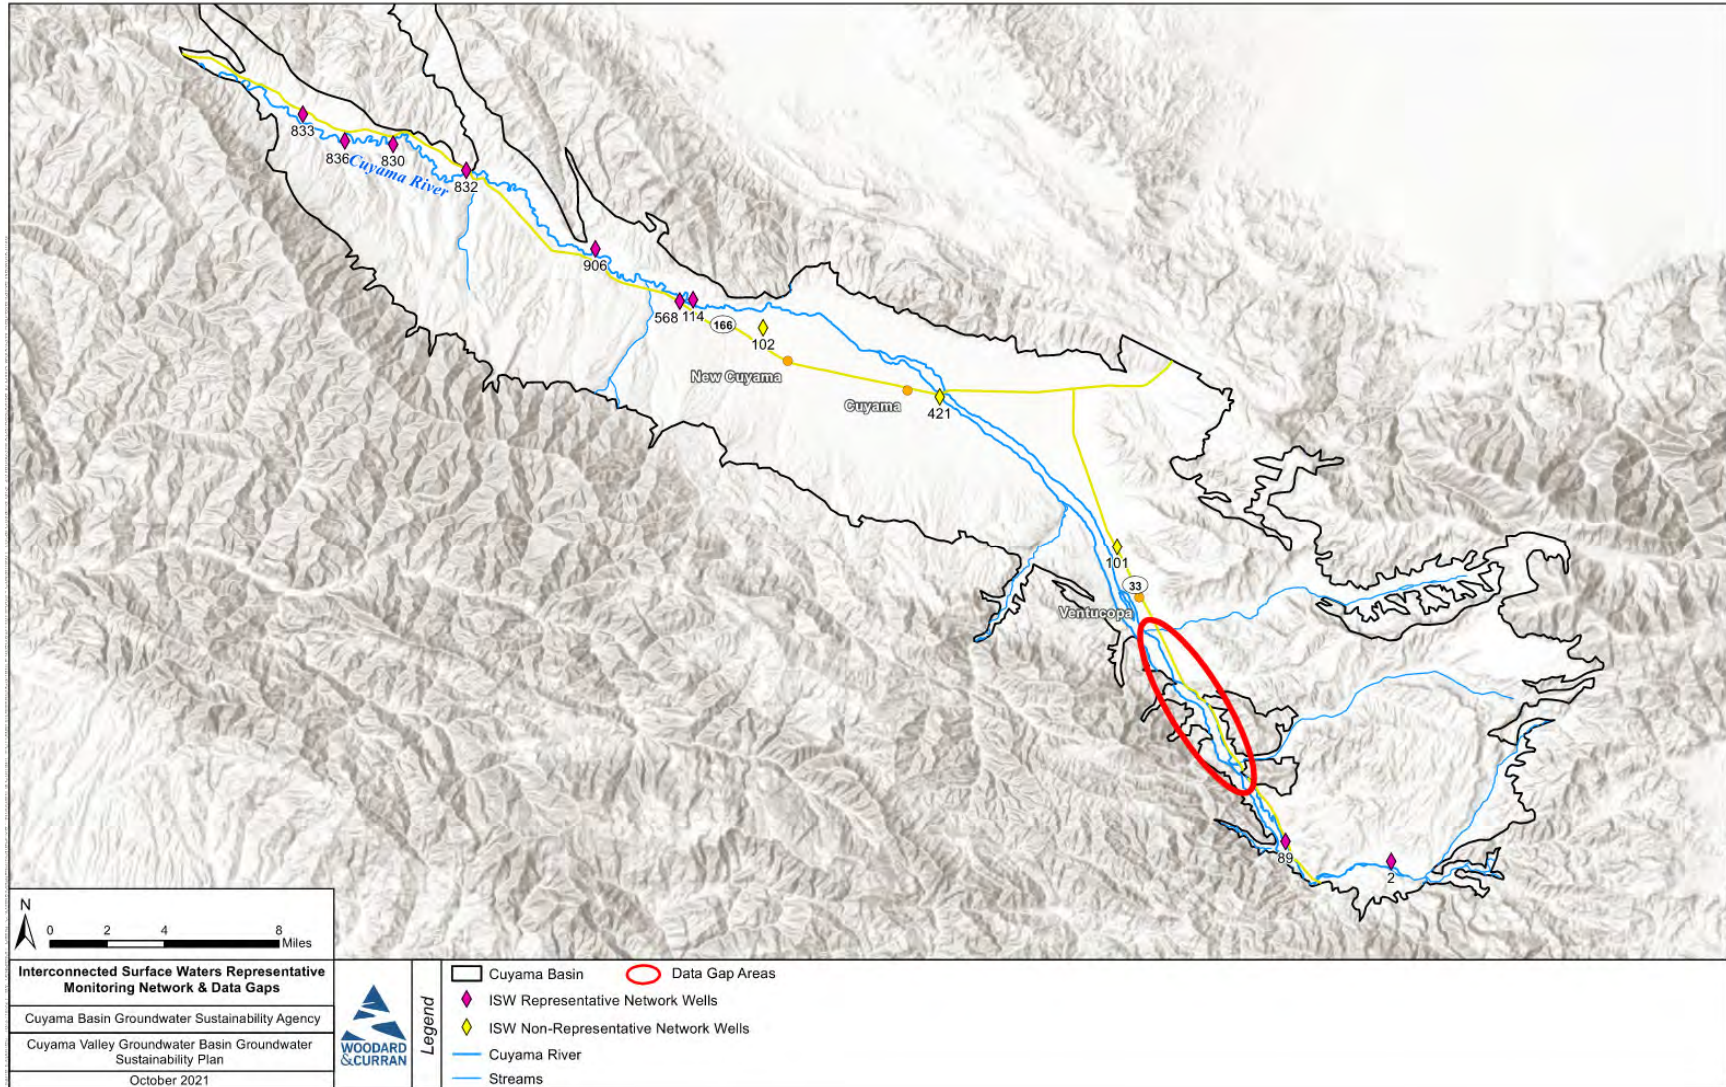 833
836
830
Cuyama River
832
906
568
114
166
102
New Cuyama
Cuyama
421
101
33
Ventucopa
89
2
N
0 2 4 8
Miles
Interconnected Surface Waters Representative
Monitoring Network & Data Gaps
Cuyama Basin Groundwater Sustainability Agency
Cuyama Valley Groundwater Basin Groundwater
Sustainability Plan
October 2021
WOODARD
&CURRAN
Legend
Cuyama Basin
Data Gap Areas
ISW Representative Network Wells
ISW Non-Representative Network Wells
Cuyama River
Streams